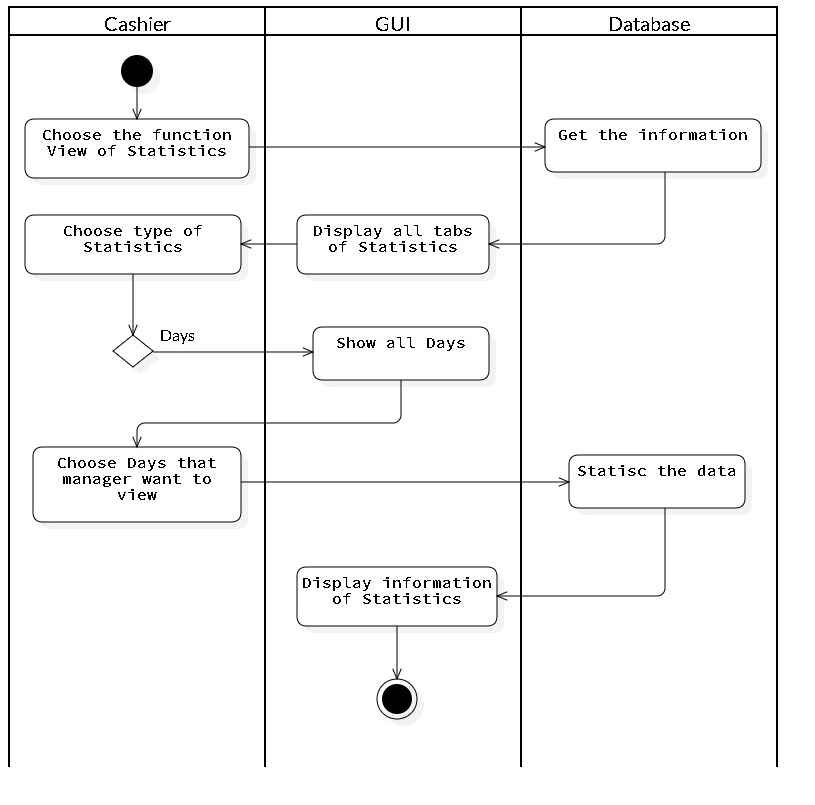 Cashier
GUI
Database
Choose the function
View of Statistics
Get the information
Choose type of
Statistics
Display all tabs
of Statistics
Days
Show all Days
Choose Days that
manager want to
view
Statisc the data
Display information
of Statistics